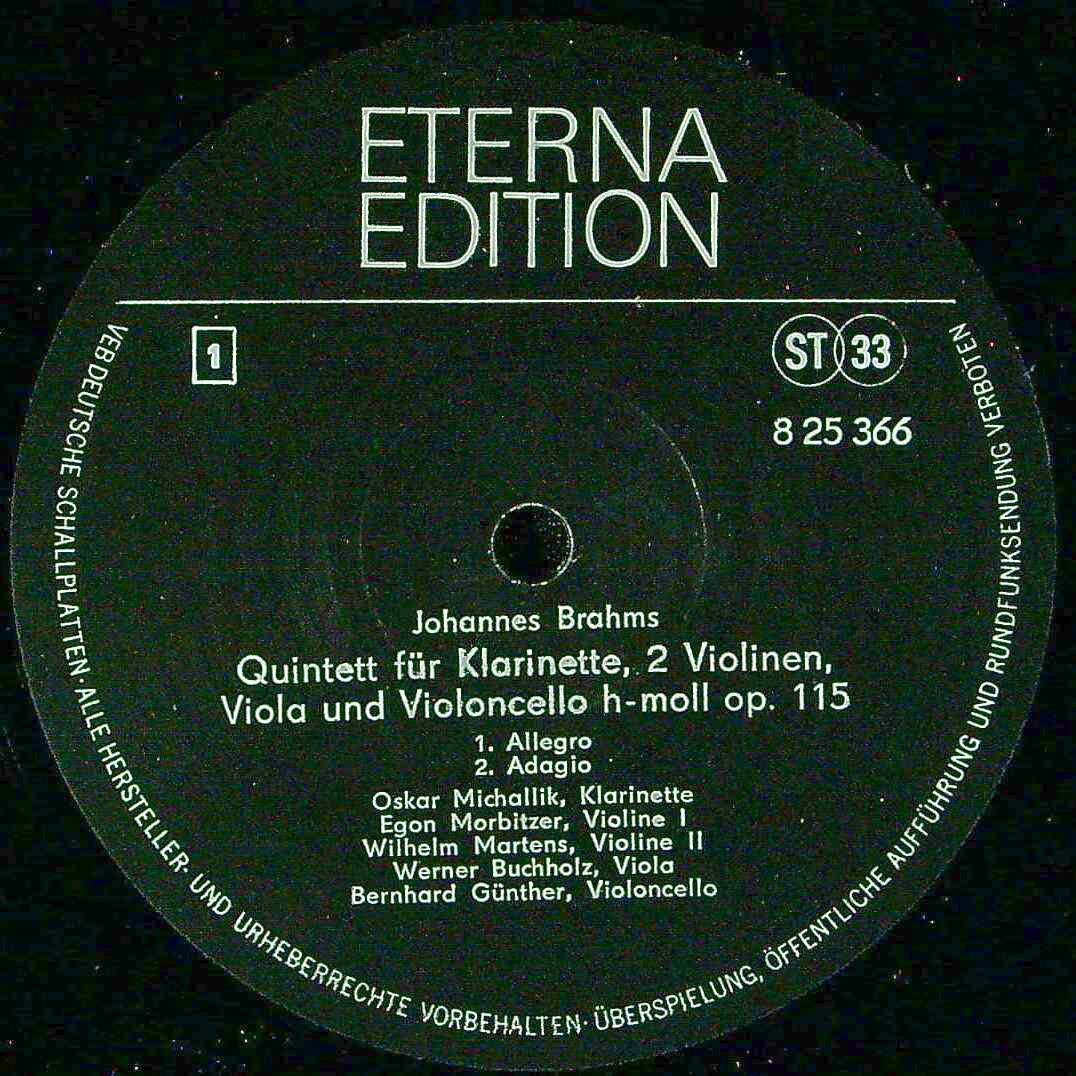 ETERNA
EDITION
1
ST 33
8 25 366
Johannes Brahms
Quintett für Klarinette, 2 Violinen,
Viola und Violoncello h-moll op. 115
1. Allegro
2. Adagio
Oskar Michallik, Klarinette
Egon Morbitzer, Violine I
Wilhelm Martens, Violine II
Werner Buchholz, Viola
Bernhard Günther, Violoncello
VEB DEUTSCHE SCHALLPLATTEN · ALLE HERSTELLER- UND URHEBERRECHTE VORBEHALTEN · ÜBERSPIELUNG, ÖFFENTLICHE AUFFÜHRUNG UND RUNDFUNKSENDUNG VERBOTEN